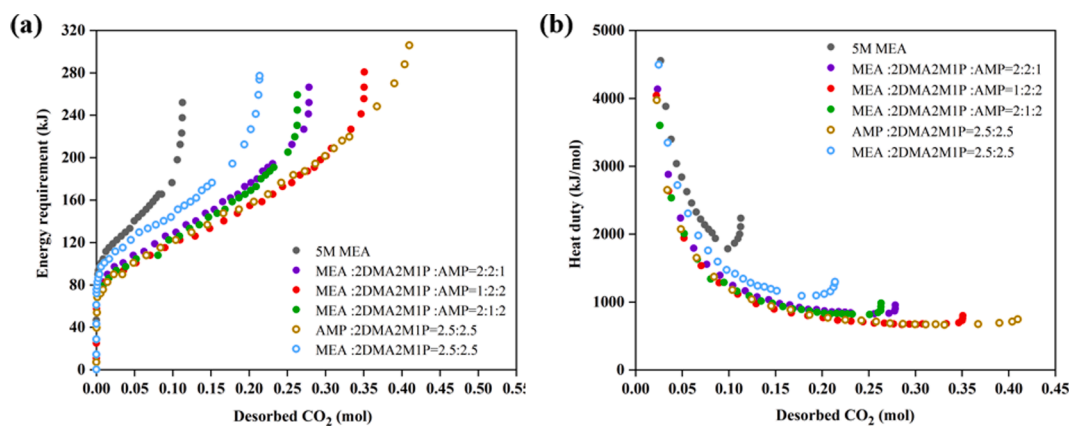 (a)
Energy requirement (kJ)
320
280
240
200
160
120
80
40
0
5M MEA
MEA :2DMA2M1P :AMP=2:2:1
MEA :2DMA2M1P :AMP=1:2:2
MEA :2DMA2M1P :AMP=2:1:2
AMP :2DMA2M1P=2.5:2.5
MEA :2DMA2M1P=2.5:2.5
0.00 0.05 0.10 0.15 0.20 0.25 0.30 0.35 0.40 0.45 0.50 0.55
Desorbed CO₂ (mol)
(b)
Heat duty (kJ/mol)
5000
4000
3000
2000
1000
0
5M MEA
MEA :2DMA2M1P :AMP=2:2:1
MEA :2DMA2M1P :AMP=1:2:2
MEA :2DMA2M1P :AMP=2:1:2
AMP :2DMA2M1P=2.5:2.5
MEA :2DMA2M1P=2.5:2.5
0.00 0.05 0.10 0.15 0.20 0.25 0.30 0.35 0.40 0.45
Desorbed CO₂ (mol)